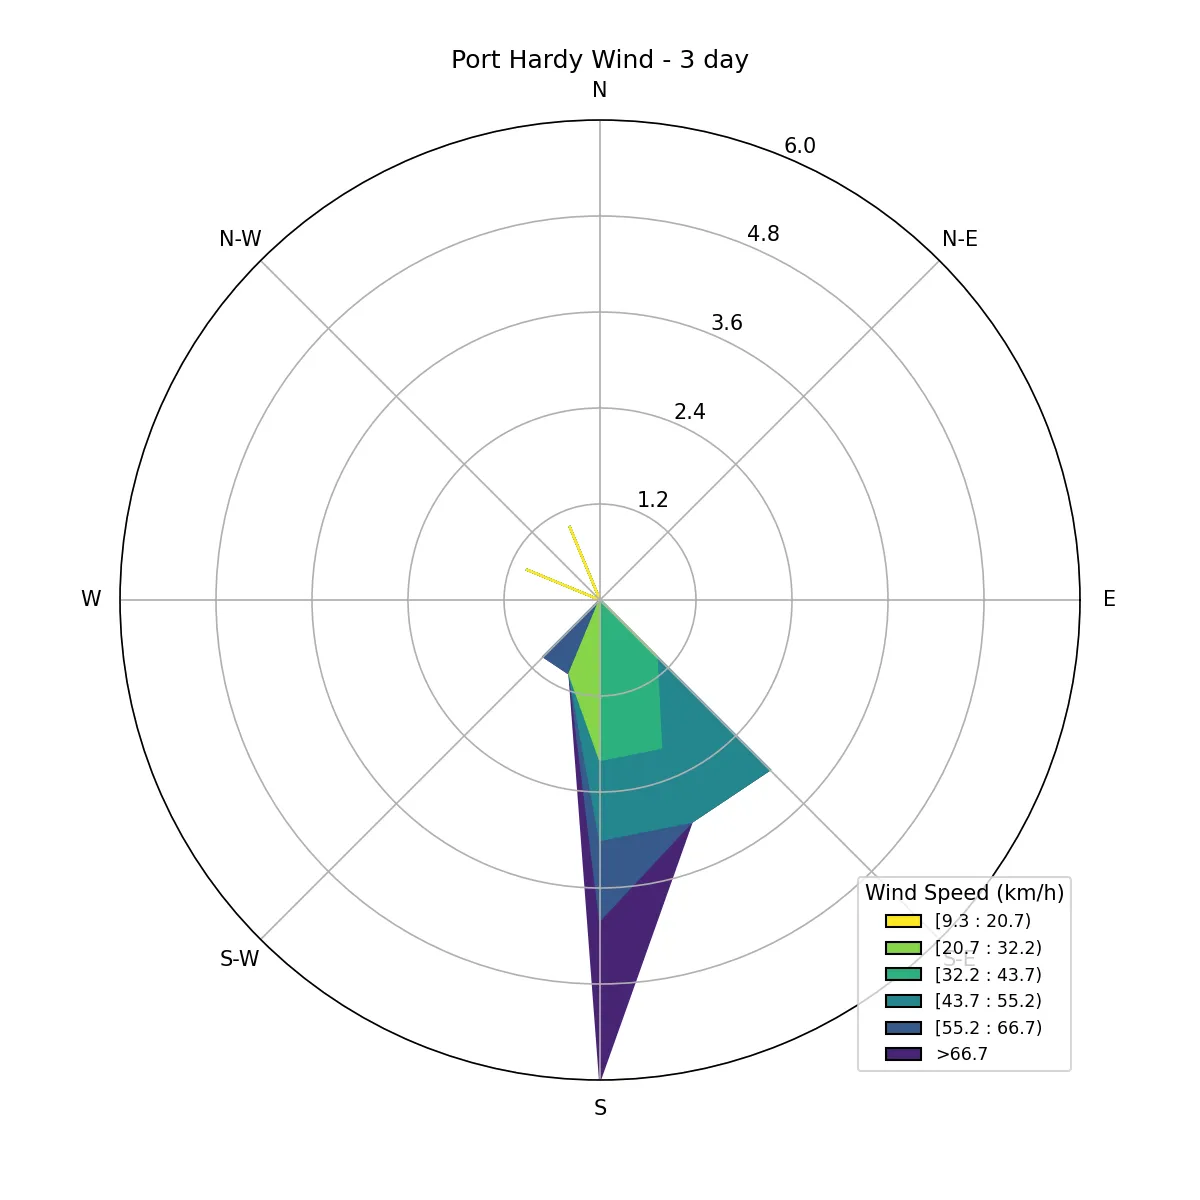 Port Hardy Wind - 3 day
N
6.0
N-W
N-E
4.8
3.6
2.4
1.2
W
E
S-W
S-E
S
Wind Speed (km/h)
[9.3 : 20.7)
[20.7 : 32.2)
[32.2 : 43.7)
[43.7 : 55.2)
[55.2 : 66.7)
>66.7